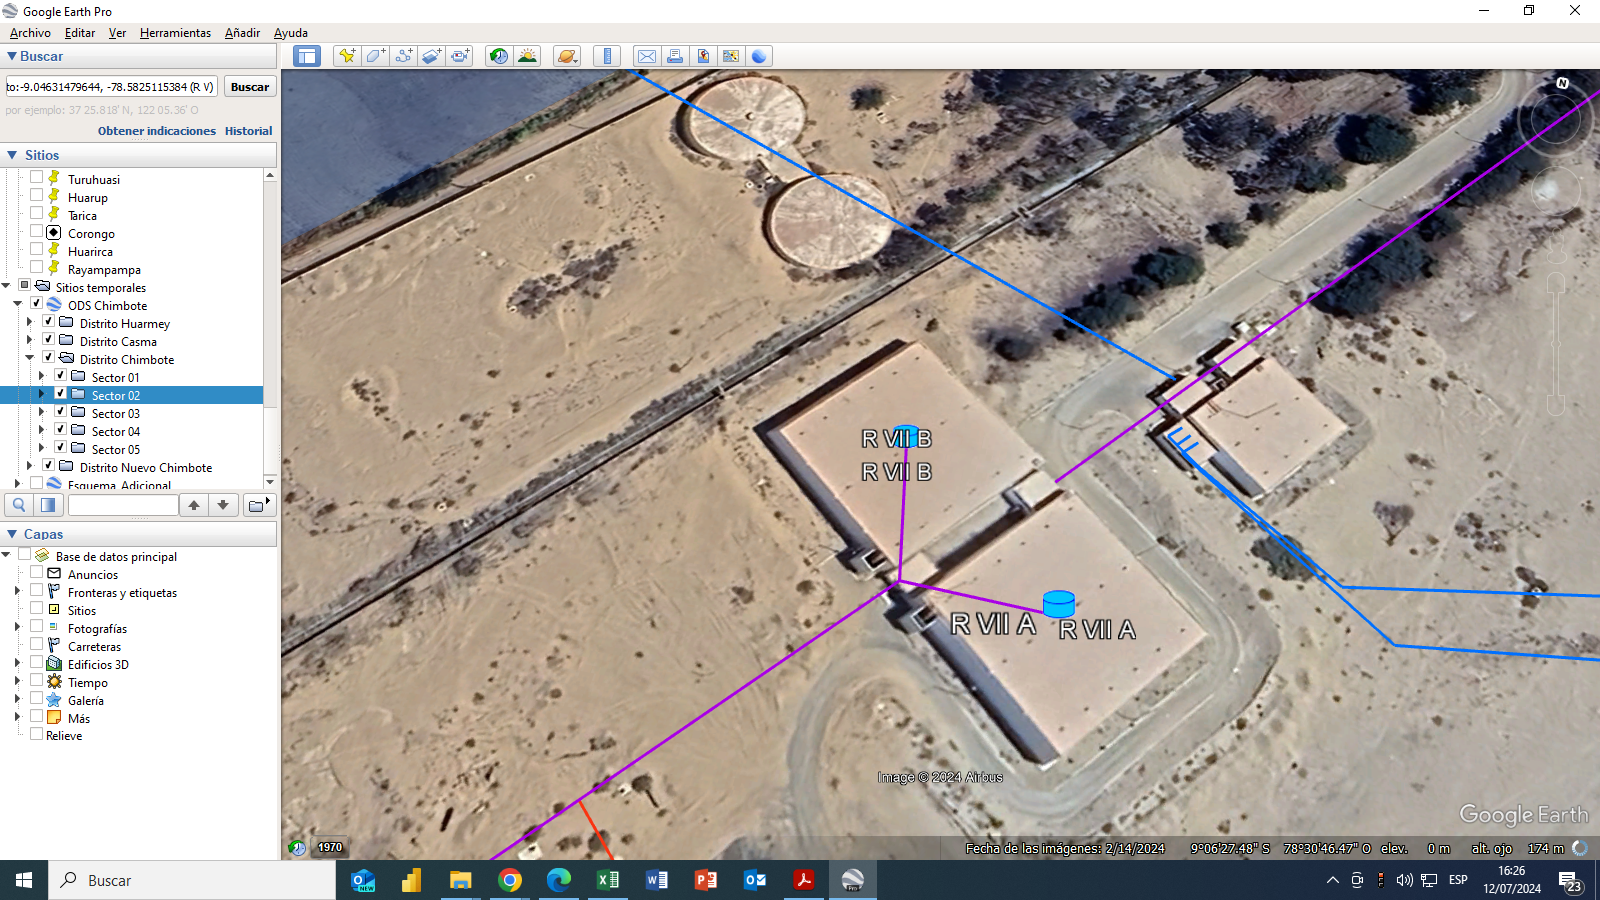 Google Earth Pro
Archivo Editar Ver Herramientas Añadir Ayuda
Buscar
to:-9.04631479644, -78.5825115384 (R V)
Buscar
por ejemplo: 37 25.818' N, 122 05.36' O
Obtener indicaciones Historial
Sitios
Turuhuasi
Huarup
Tarica
Corongo
Huarirca
Rayampampa
Sitios temporales
ODS Chimbote
Distrito Huarmey
Distrito Casma
Distrito Chimbote
Sector 01
Sector 02
Sector 03
Sector 04
Sector 05
Distrito Nuevo Chimbote
Esquema Adicional
Capas
Base de datos principal
Anuncios
Fronteras y etiquetas
Sitios
Fotografías
Carreteras
Edificios 3D
Tiempo
Galería
Más
Relieve
N
R VII B
R VII B
R VII A
R VII A
Image © 2024 Airbus
Google Earth
1970
Fecha de las imágenes: 2/14/2024 9°06'27.48" S 78°30'46.47" O elev. 0 m alt. ojo 174 m
Buscar
NEW
Pro
ESP
16:26
12/07/2024
23